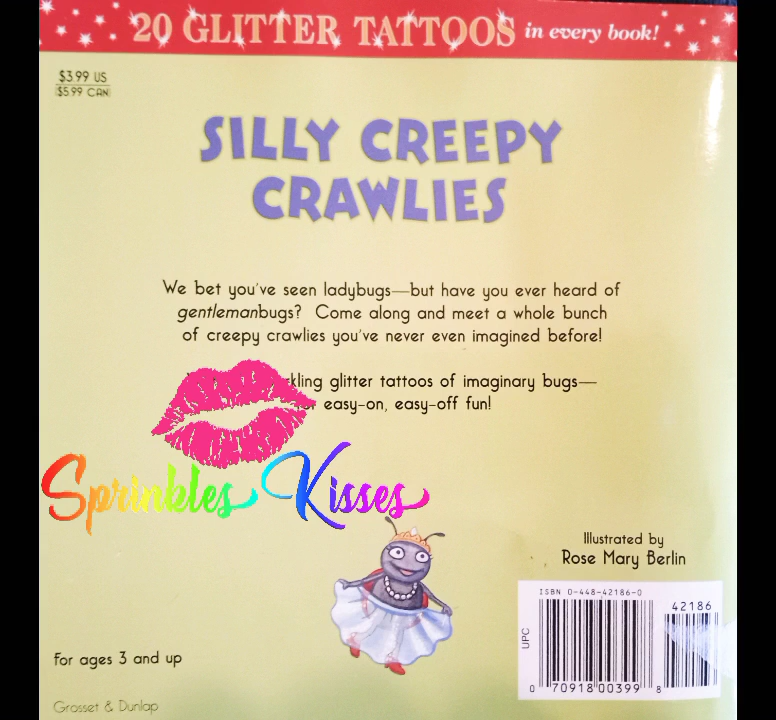 20 GLITTER TATTOOS in every book!
$3.99 US
$5.99 CAN
SILLY CREEPY
CRAWLIES
We bet you've seen ladybugs—but have you ever heard of
gentlemanbugs? Come along and meet a whole bunch
of creepy crawlies you've never even imagined before!
glitter tattoos of imaginary bugs—
easy-on, easy-off fun!
Sprinkles Kisses
Illustrated by
Rose Mary Berlin
ISBN 0-448-42186-0
42186
UPC
0 70918 00399 8
For ages 3 and up
Grosset & Dunlap